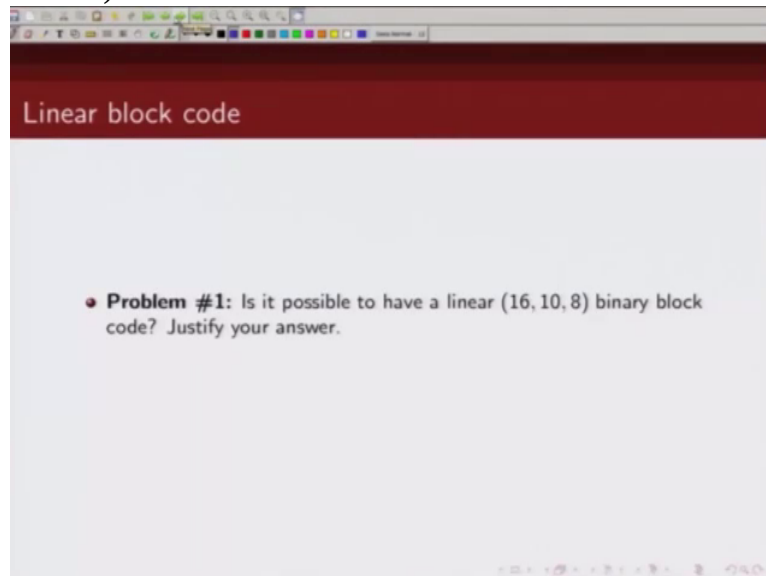 Linear block code
• Problem #1: Is it possible to have a linear (16, 10, 8) binary block
code? Justify your answer.